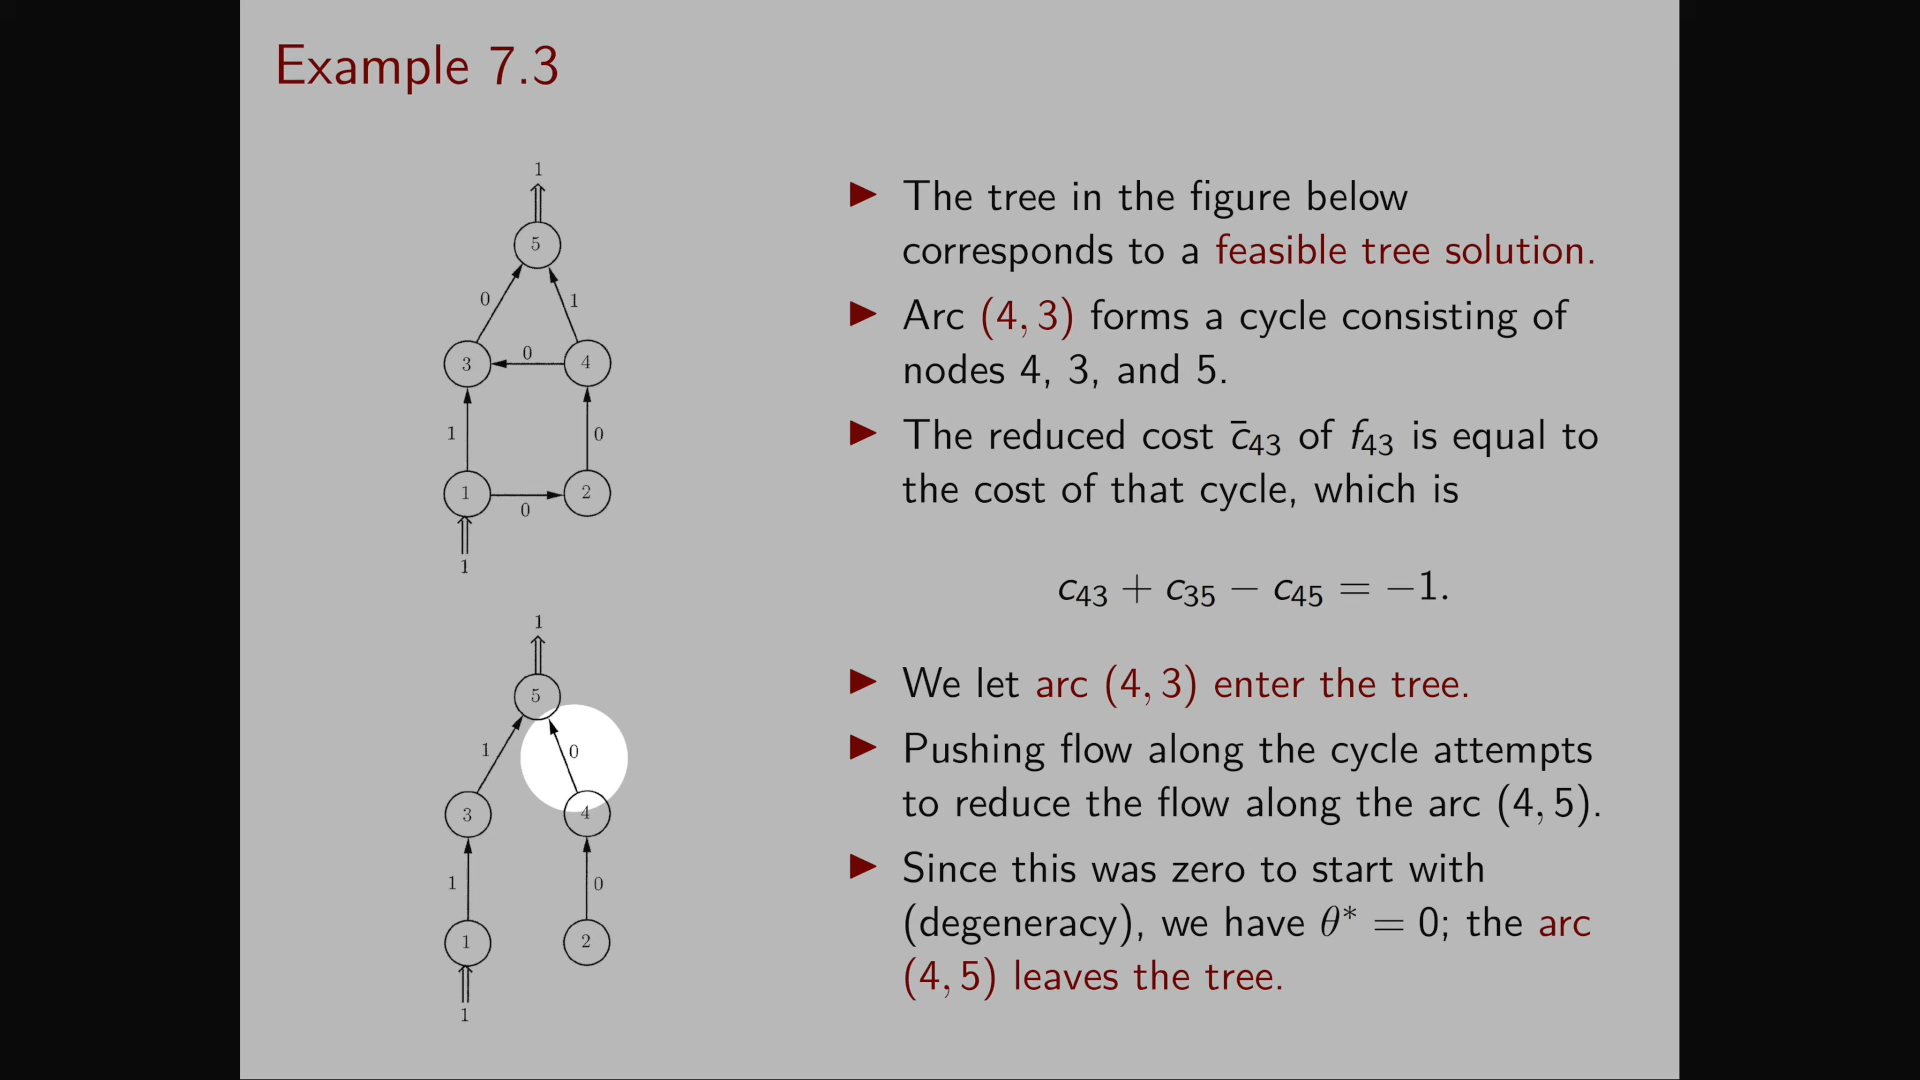 Example 7.3
1
5
0 1
3 0 4
1 0
1 2
0
1
1
5
1 0
3 4
1 0
1 2
1
▶ The tree in the figure below
corresponds to a feasible tree solution.
▶ Arc (4, 3) forms a cycle consisting of
nodes 4, 3, and 5.
▶ The reduced cost c̄₄₃ of f₄₃ is equal to
the cost of that cycle, which is
c₄₃ + c₃₅ − c₄₅ = −1.
▶ We let arc (4, 3) enter the tree.
▶ Pushing flow along the cycle attempts
to reduce the flow along the arc (4, 5).
▶ Since this was zero to start with
(degeneracy), we have θ* = 0; the arc
(4, 5) leaves the tree.